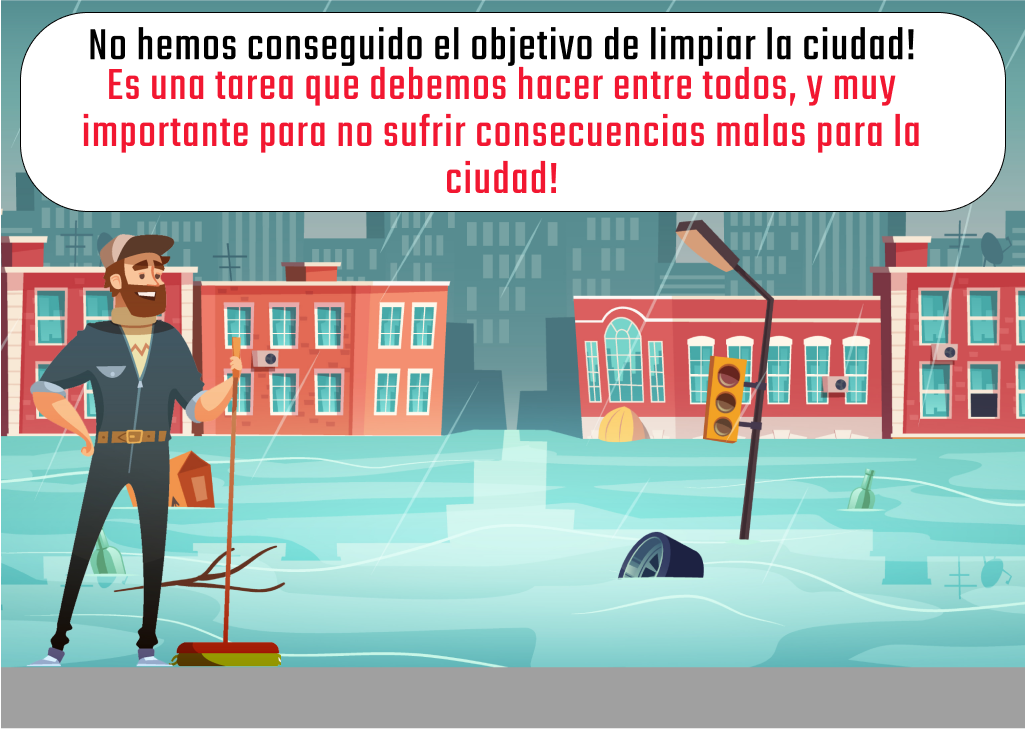 No hemos conseguido el objetivo de limpiar la ciudad!
Es una tarea que debemos hacer entre todos, y muy
importante para no sufrir consecuencias malas para la
ciudad!